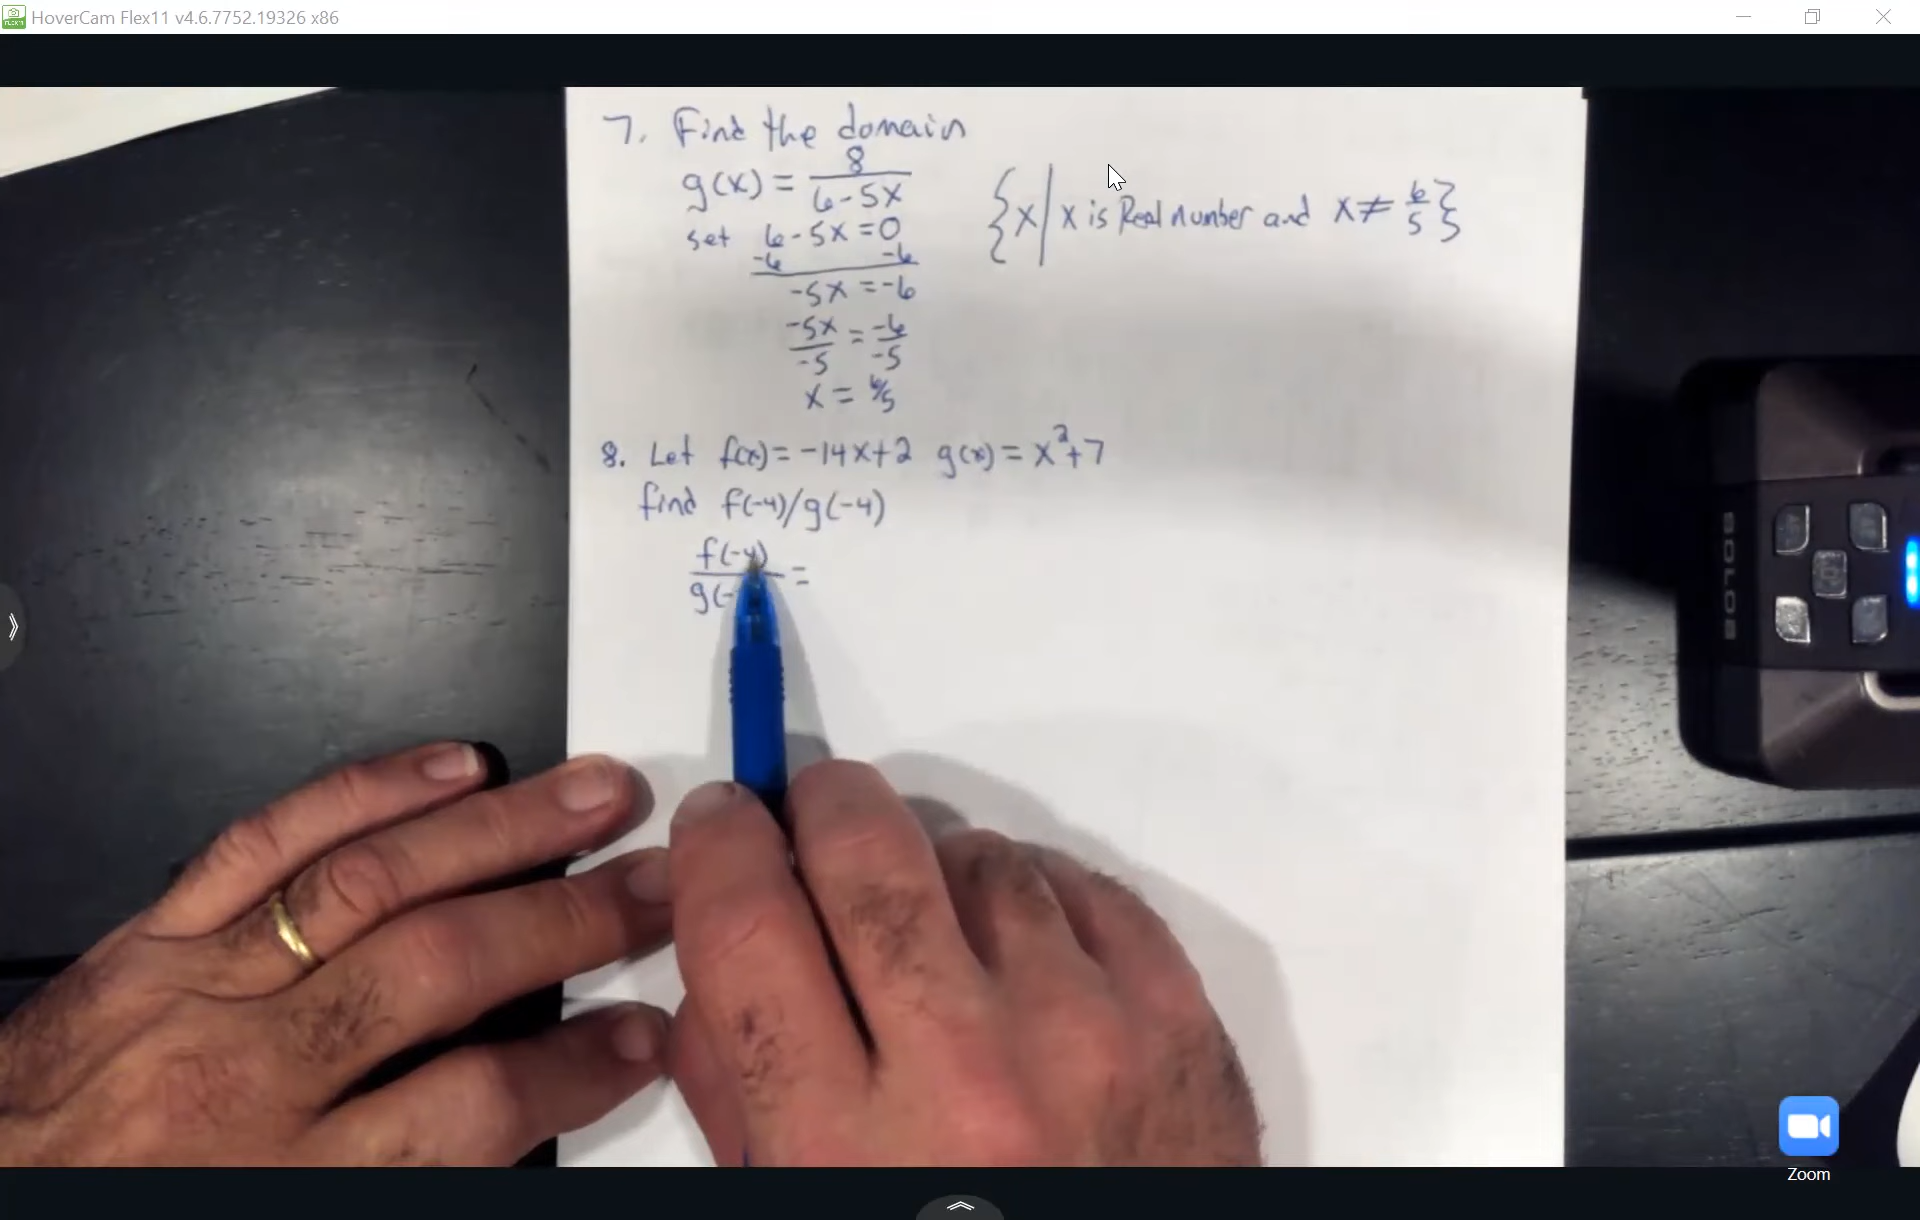 HoverCam Flex11 v4.6.7752.19326 x86
7. Find the domain
g(x) = 8 / 6-5x
{x | x is Real number and x ≠ 6/5}
set 6-5x=0
-6 -6
-5x = -6
-5x/-5 = -6/-5
x = 6/5
8. Let f(x) = -14x+2 g(x) = x²+7
find f(-4)/g(-4)
f(-4)
g(- =
SOLO8
Zoom